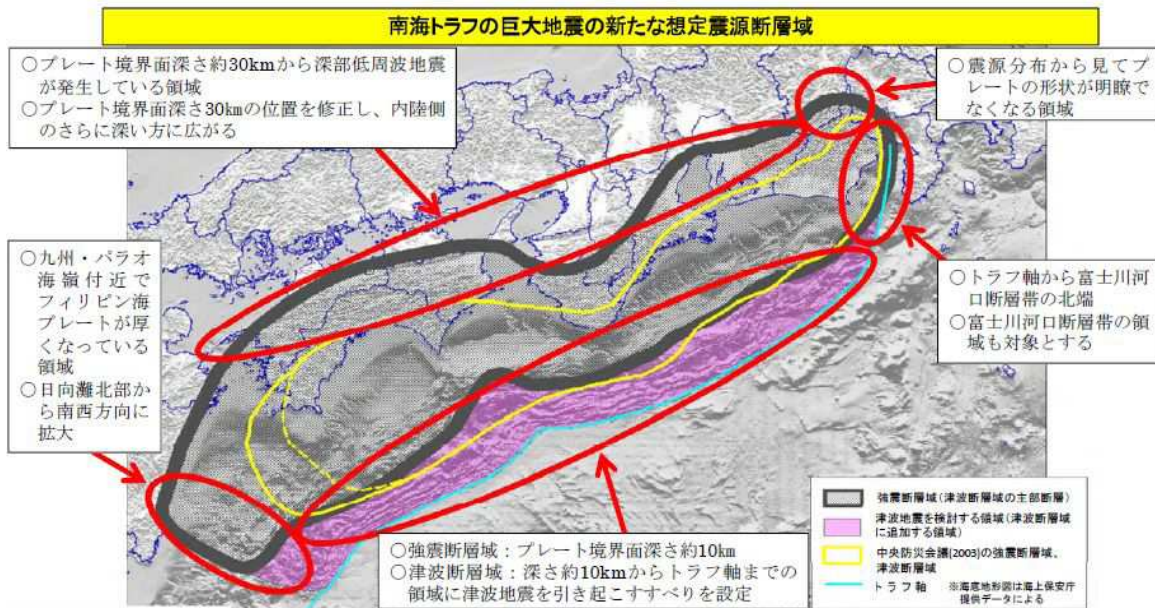 南海トラフの巨大地震の新たな想定震源断層域
○プレート境界面深さ約30kmから深部低周波地震
が発生している領域
○プレート境界面深さ30㎞の位置を修正し、内陸側
のさらに深い方に広がる
○震源分布から見てプ
レートの形状が明瞭で
なくなる領域
○九州・パラオ
海嶺付近で
フィリピン海
プレートが厚
くなっている
領域
○日向灘北部か
ら南西方向に
拡大
○トラフ軸から富士川河
口断層帯の北端
○富士川河口断層帯の領
域も対象とする
○強震断層域：プレート境界面深さ約10㎞
○津波断層域：深さ約10kmからトラフ軸までの
領域に津波地震を引き起こすすべりを設定
強震断層域(津波断層域の主部断層)
津波地震を検討する領域(津波断層域
に追加する領域)
中央防災会議(2003)の強震断層域、
津波断層域
トラフ軸 ※海底地形図は海上保安庁
提供データによる